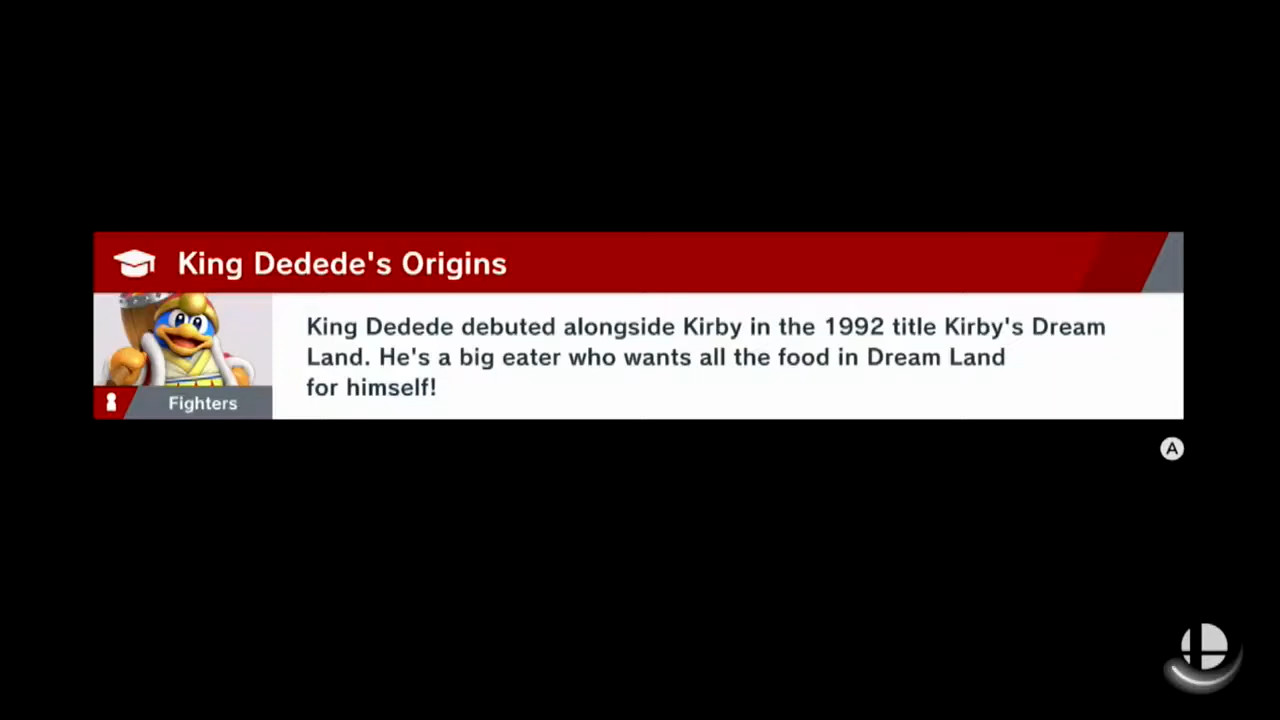 King Dedede's Origins
King Dedede debuted alongside Kirby in the 1992 title Kirby's Dream
Land. He's a big eater who wants all the food in Dream Land
for himself!
Fighters
A